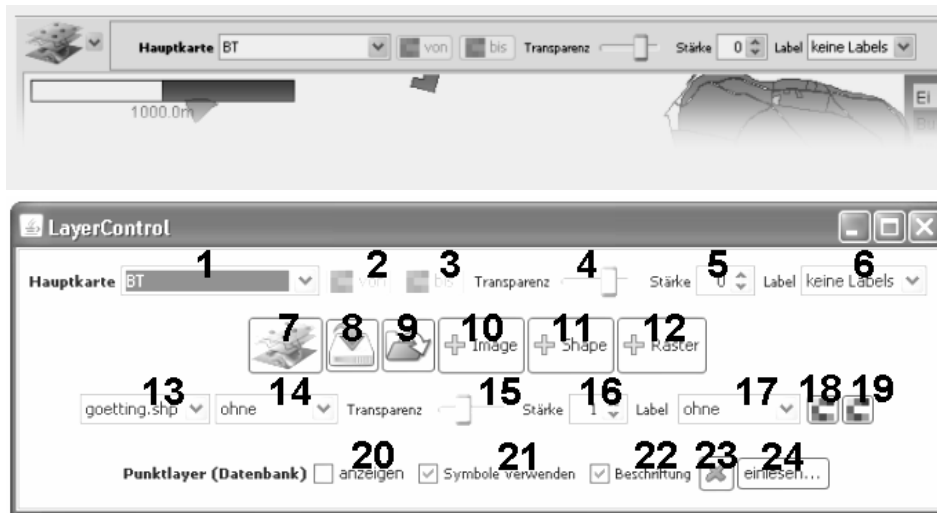 Hauptkarte BT von bis Transparenz Stärke 0 Label keine Labels
1000.0m
Ei
LayerControl
1 2 3 4 5 6
Hauptkarte BT von bis Transparenz Stärke 0 Label keine Labels
7 8 9 10 11 12
Image Shape Raster
13 14 15 16 17 18 19
goetting.shp ohne Transparenz Stärke 1 Label ohne
20 21 22 23 24
Punktlayer (Datenbank) anzeigen Symbole verwenden Beschriftung einlesen...